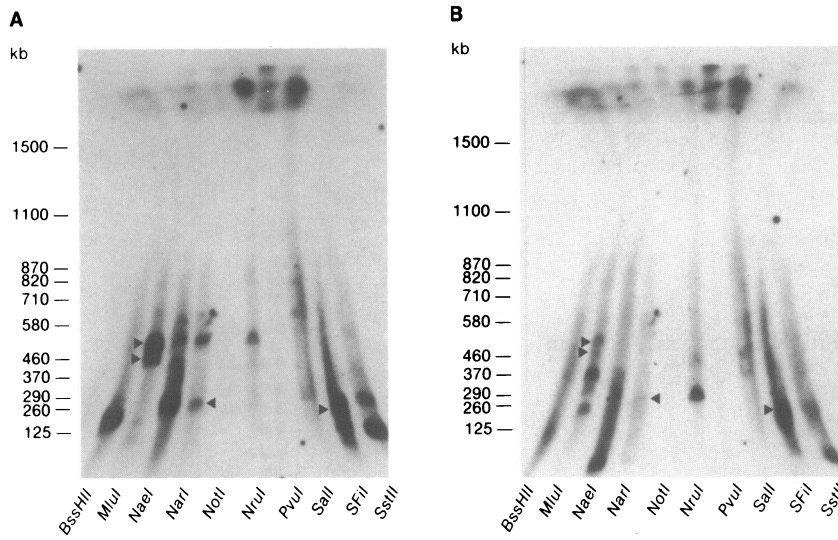 A
kb
1500
1100
870
820
710
580
460
370
290
260
125
BssHII
MluI
NaeI
NarI
NotI
NruI
PvuI
SalI
SFiI
SstII
B
kb
1500
1100
870
820
710
580
460
370
290
260
125
BssHII
MluI
NaeI
NarI
NotI
NruI
PvuI
SalI
SFiI
SstII